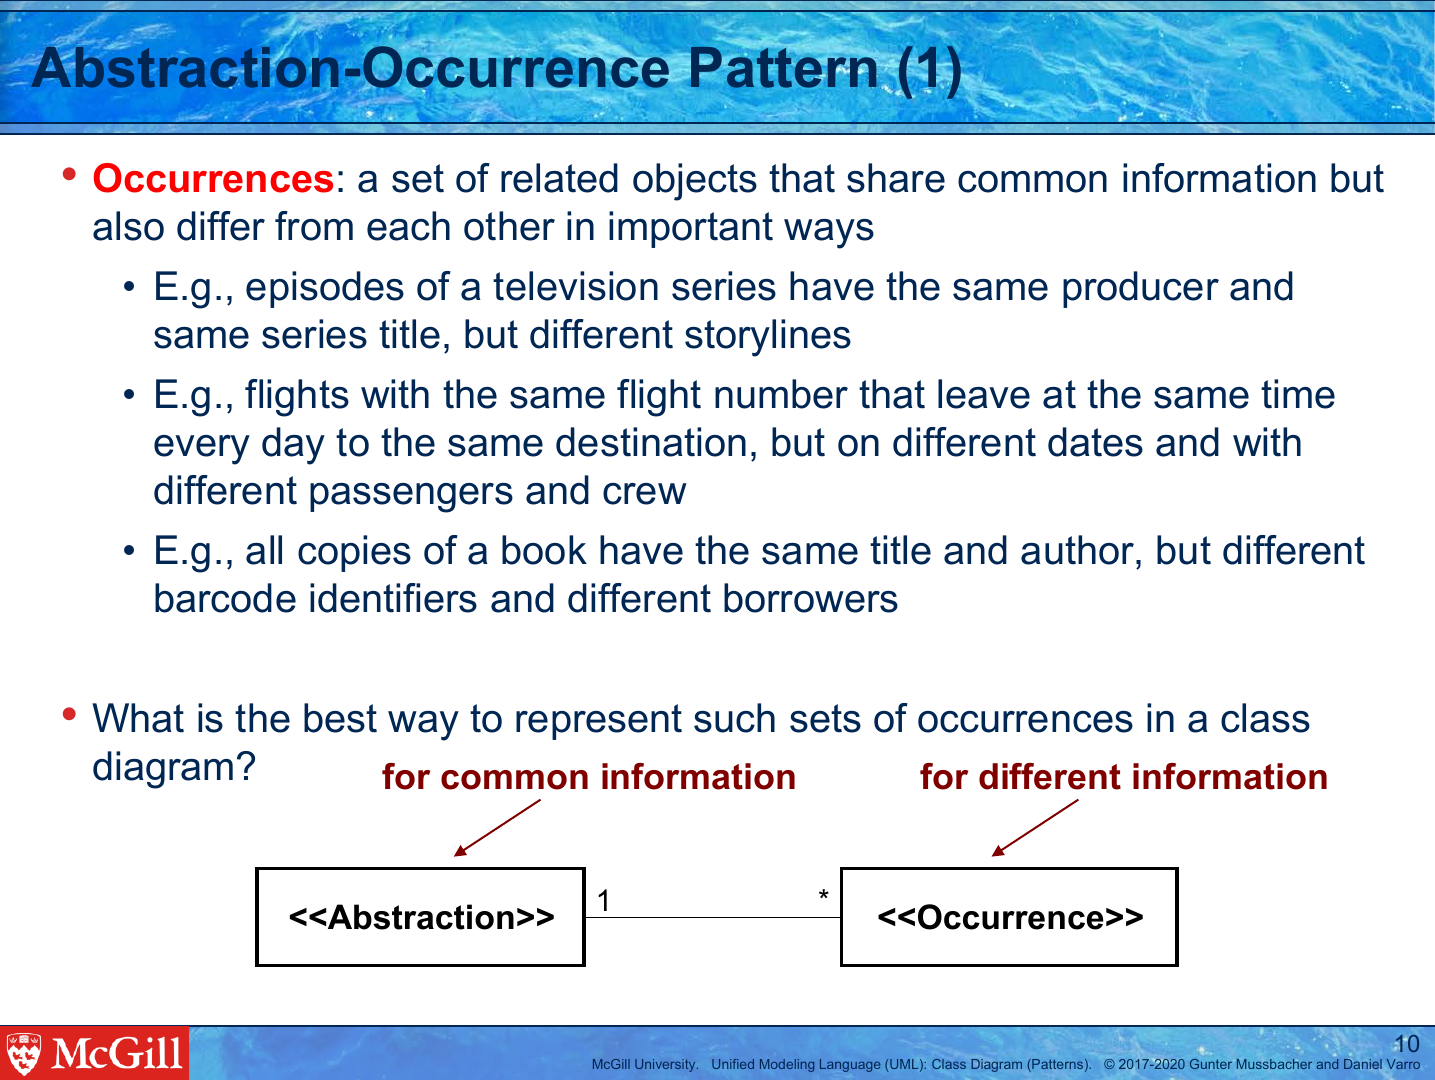 Abstraction-Occurrence Pattern (1)
• Occurrences: a set of related objects that share common information but
also differ from each other in important ways
• E.g., episodes of a television series have the same producer and
same series title, but different storylines
• E.g., flights with the same flight number that leave at the same time
every day to the same destination, but on different dates and with
different passengers and crew
• E.g., all copies of a book have the same title and author, but different
barcode identifiers and different borrowers
• What is the best way to represent such sets of occurrences in a class
diagram?
for common information
for different information
<<Abstraction>>
1
*
<<Occurrence>>
McGill
10
McGill University. Unified Modeling Language (UML): Class Diagram (Patterns). © 2017-2020 Gunter Mussbacher and Daniel Varro